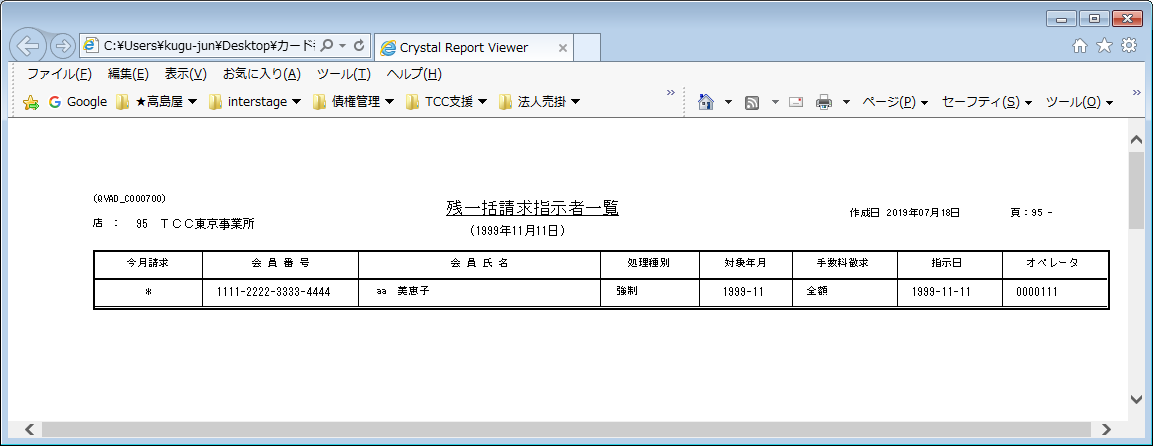 C:¥Users¥kugu-jun¥Desktop¥カード
Crystal Report Viewer
ファイル(F) 編集(E) 表示(V) お気に入り(A) ツール(T) ヘルプ(H)
Google ★高島屋 interstage 債権管理 TCC支援 法人売掛 » ページ(P) セーフティ(S) ツール(O) »
(QVAD_C000700)
残一括請求指示者一覧
作成日 2019年07月18日 頁:95 -
店 : 95 TCC東京事業所
(1999年11月11日)
今月請求 会 員 番 号 会 員 氏 名 処理種別 対象年月 手数料徴求 指示日 オペレータ
* 1111-2222-3333-4444 aa 美恵子 強制 1999-11 全額 1999-11-11 0000111